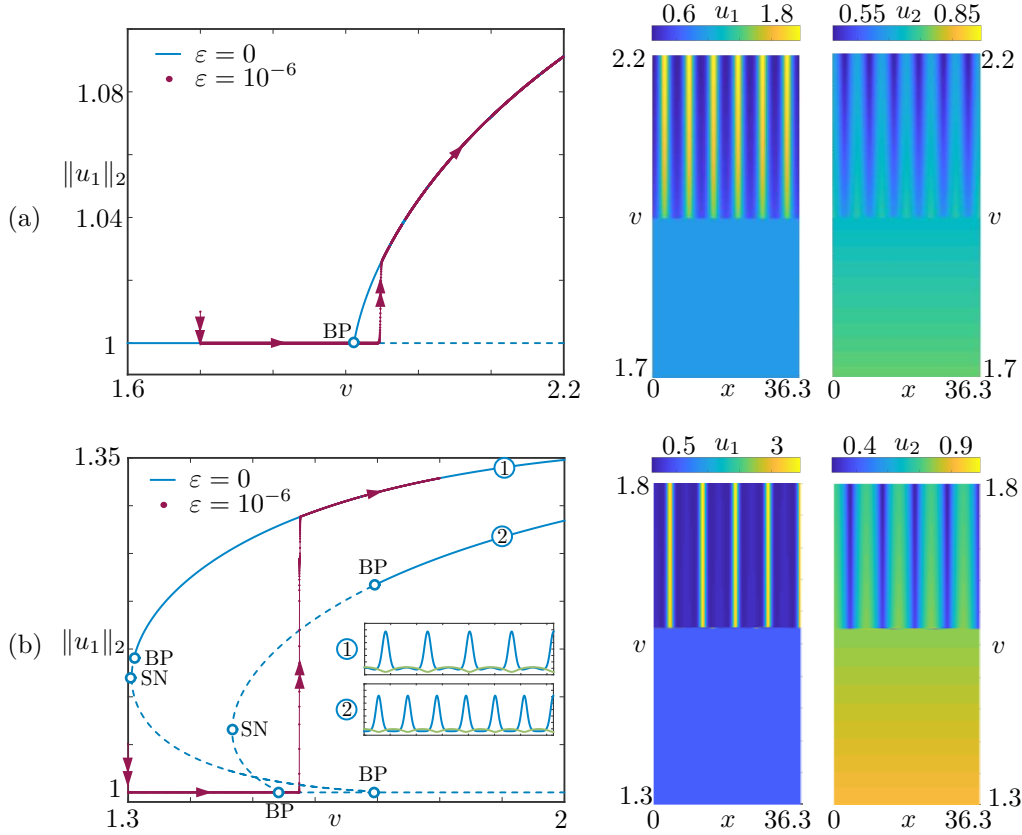 ε = 0
ε = 10⁻⁶
1.08
‖u₁‖₂
1.04
1
BP
1.6
v
2.2
(a)
0.6 u₁ 1.8
2.2
v
1.7
0 x 36.3
0.55 u₂ 0.85
2.2
v
1.7
0 x 36.3
1.35
ε = 0
ε = 10⁻⁶
1
2
BP
(b)
‖u₁‖₂
BP
SN
SN
1
2
BP
1
BP
1.3
v
2
0.5 u₁ 3
1.8
v
1.3
0 x 36.3
0.4 u₂ 0.9
1.8
v
1.3
0 x 36.3